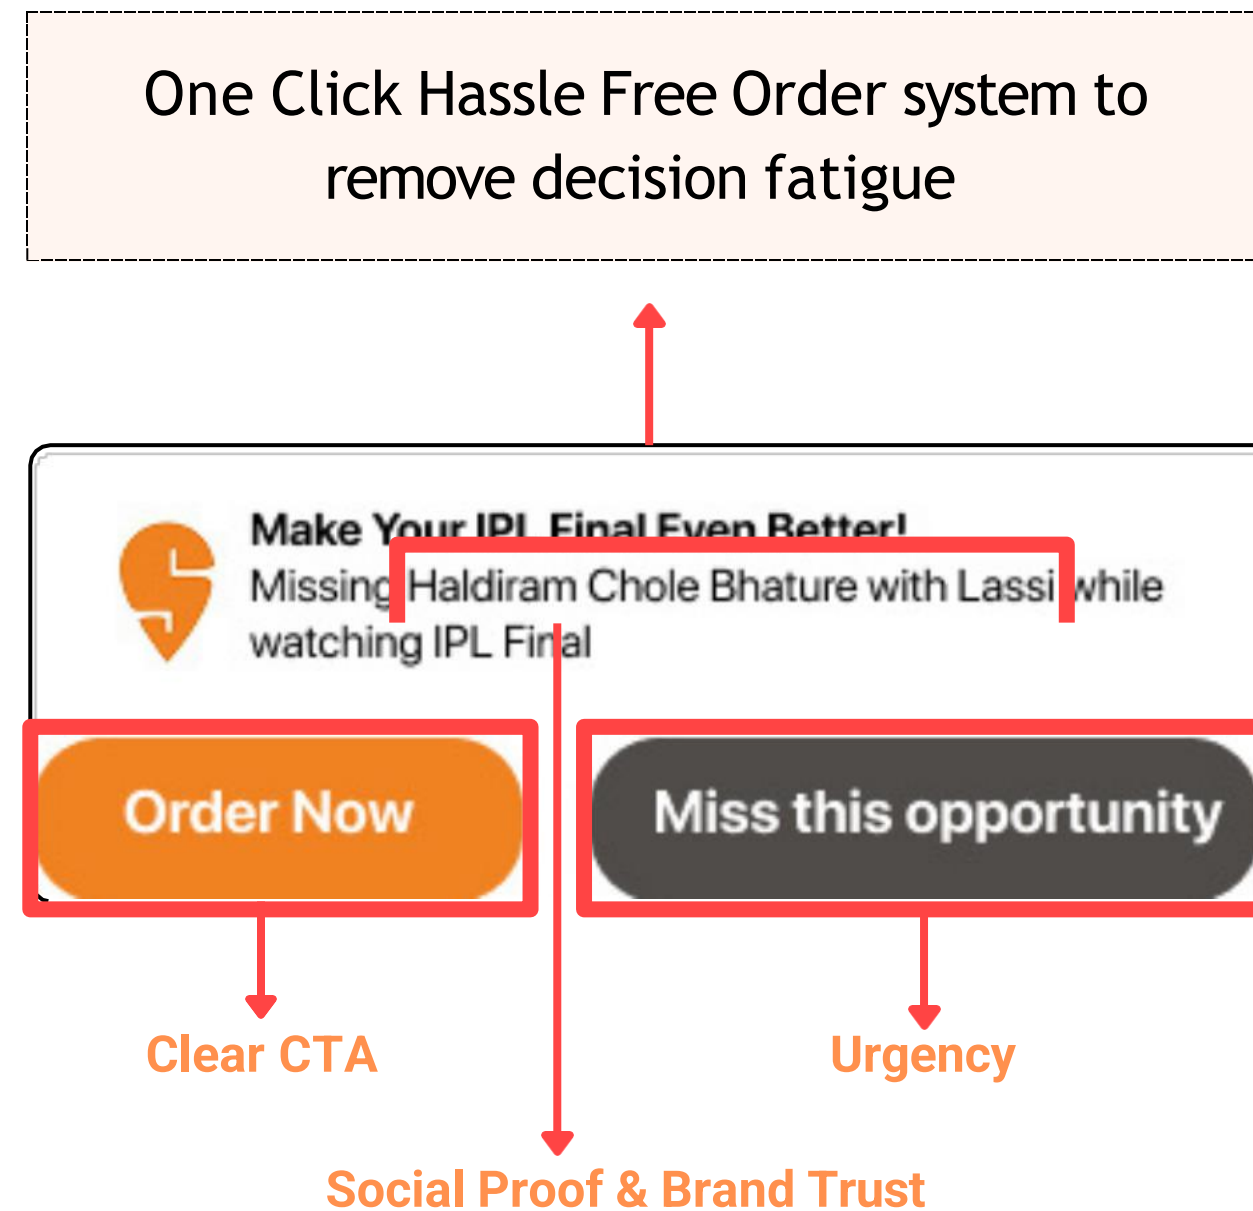 One Click Hassle Free Order system to
remove decision fatigue
Make Your IPL Final Even Better!
Missing Haldiram Chole Bhature with Lassi while
watching IPL Final
Order Now
Miss this opportunity
Clear CTA
Urgency
Social Proof & Brand Trust